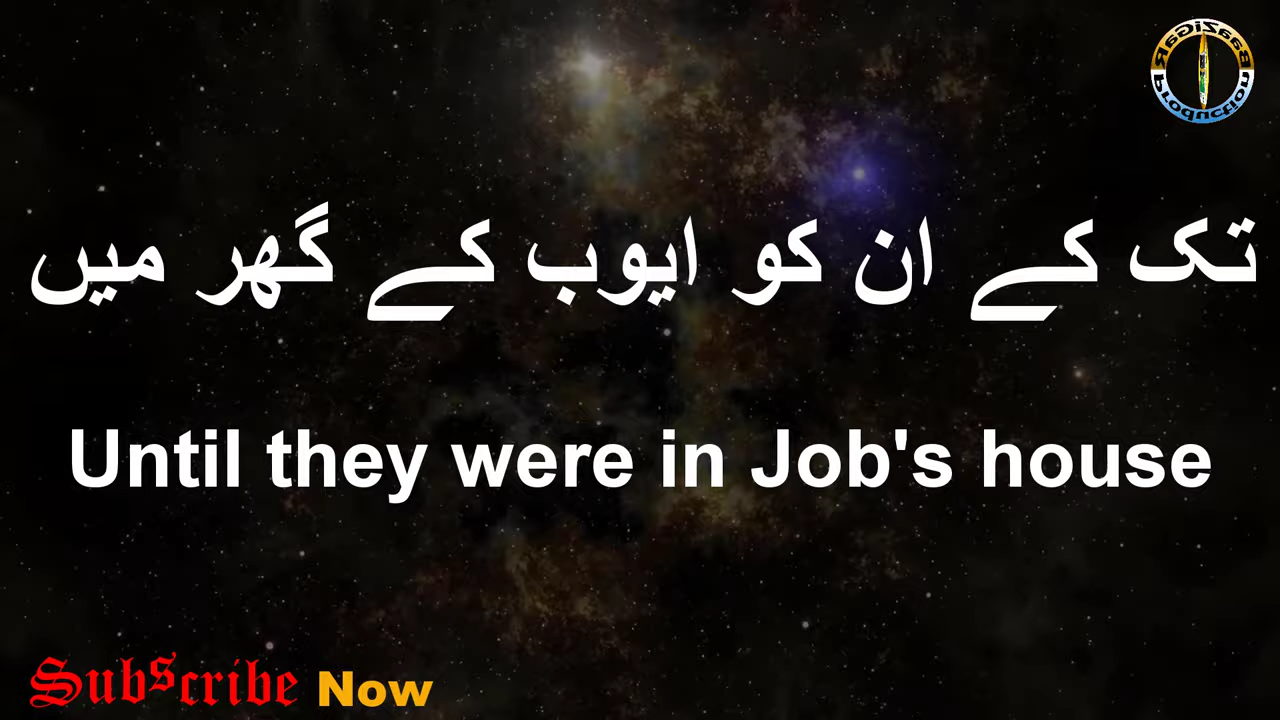 تک کے ان کو ایوب کے گھر میں
Until they were in Job's house
Subscribe Now